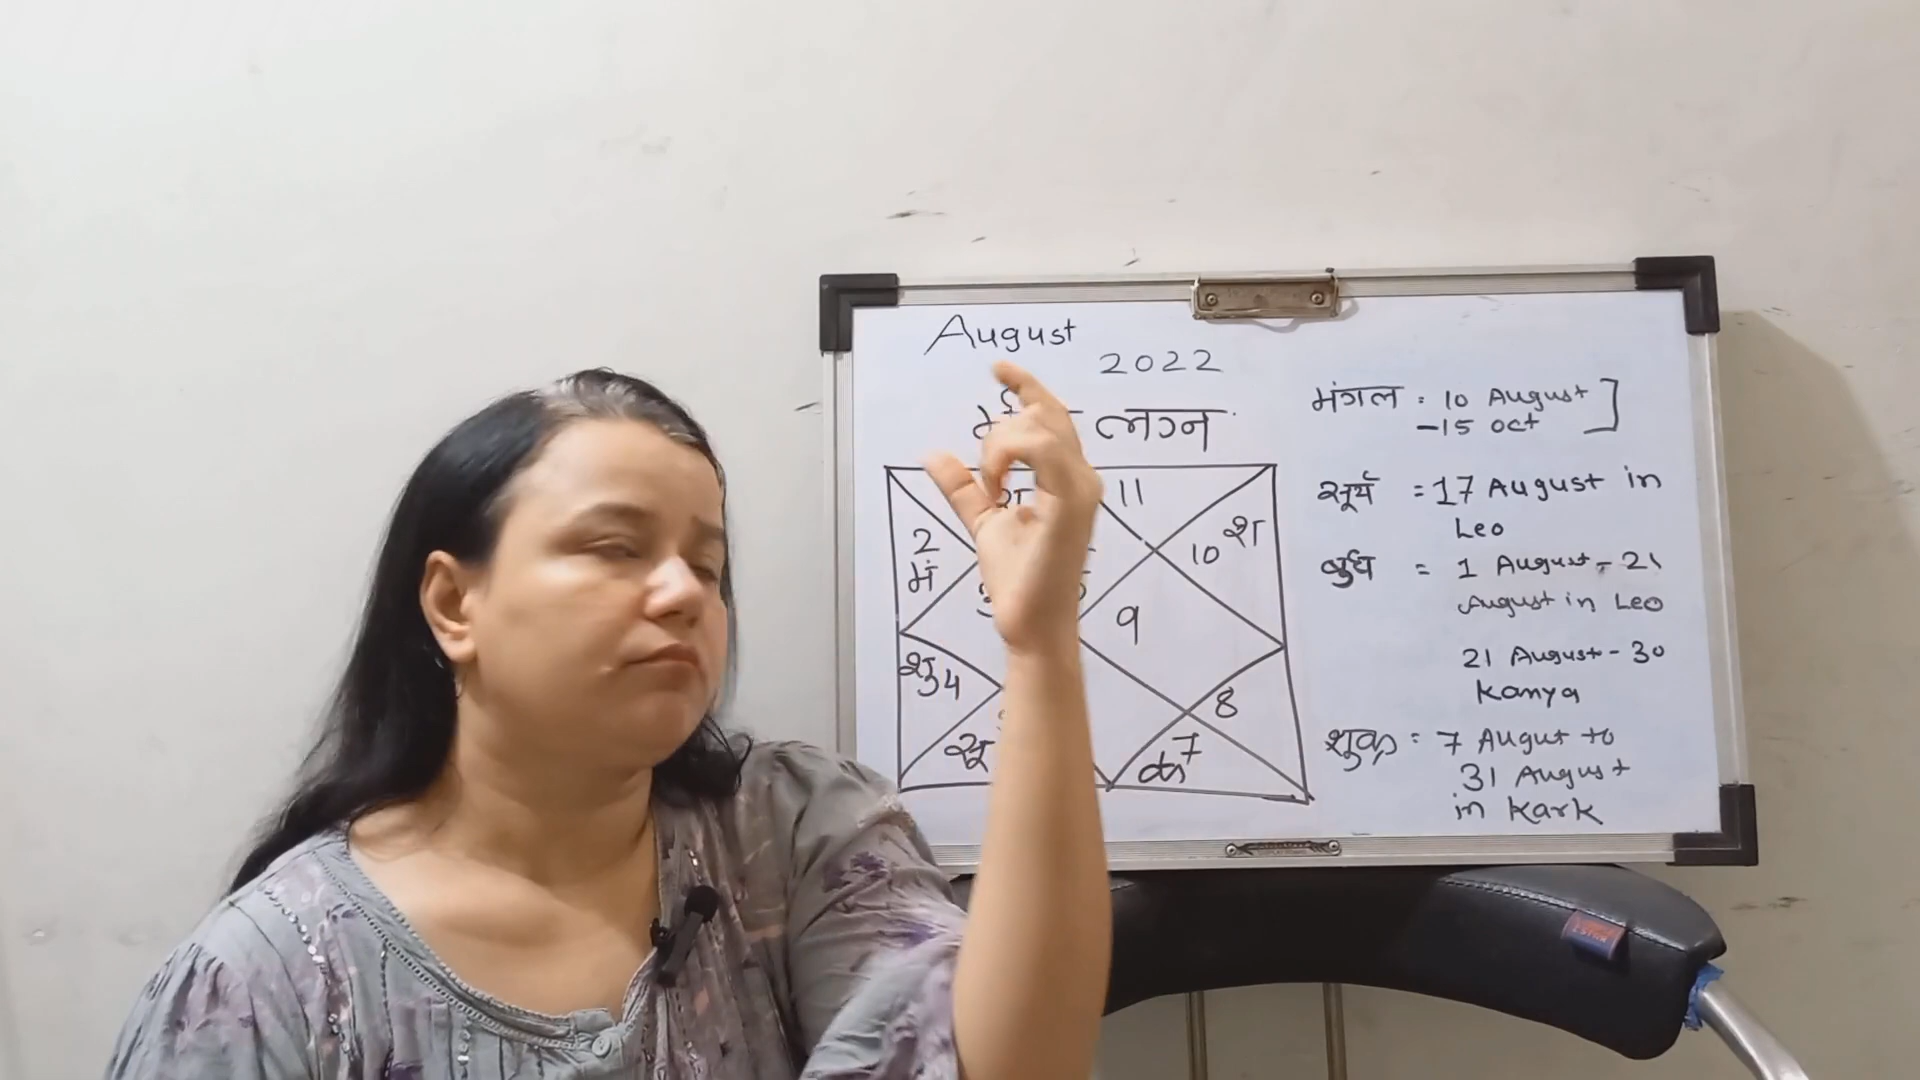 August
2022
लग्न
मंगल : 10 August
-15 oct
सूर्य = 17 August in
Leo
बुध = 1 August - 21
August in Leo
21 August - 30
Kanya
शुक्र : 7 Augut to
31 August
in Kark
11
2
मं
10 श
9
शु 4
8
सू
7
के